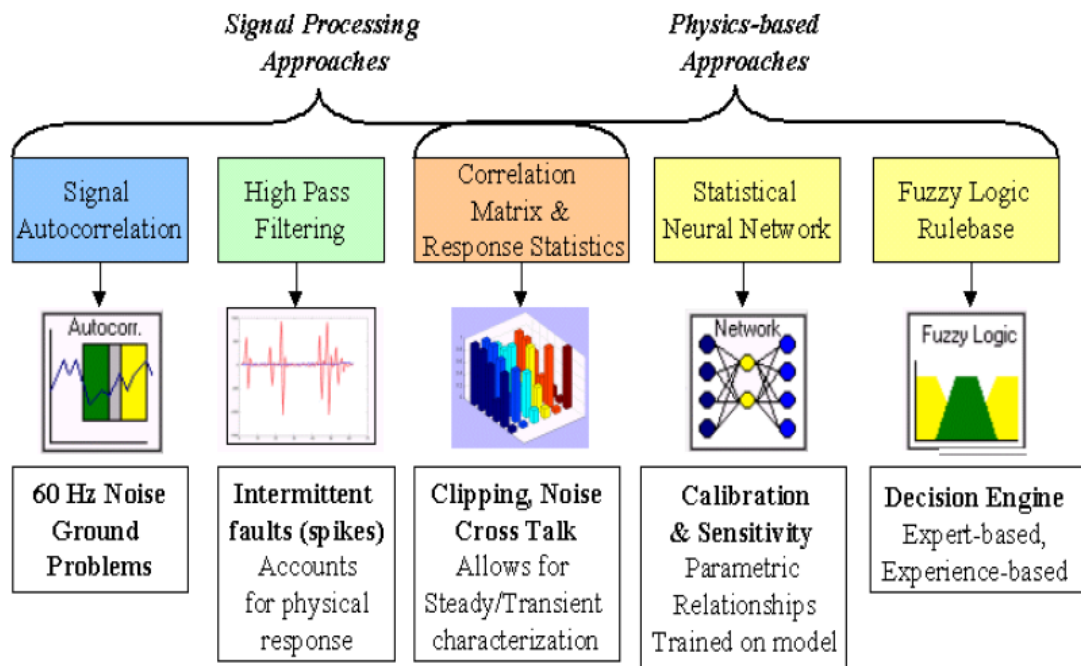 Signal Processing
Approaches
Physics-based
Approaches
Signal
Autocorrelation
High Pass
Filtering
Correlation
Matrix &
Response Statistics
Statistical
Neural Network
Fuzzy Logic
Rulebase
Autocorr.
Network
Fuzzy Logic
60 Hz Noise
Ground
Problems
Intermittent
faults (spikes)
Accounts
for physical
response
Clipping, Noise
Cross Talk
Allows for
Steady/Transient
characterization
Calibration
& Sensitivity
Parametric
Relationships
Trained on model
Decision Engine
Expert-based,
Experience-based